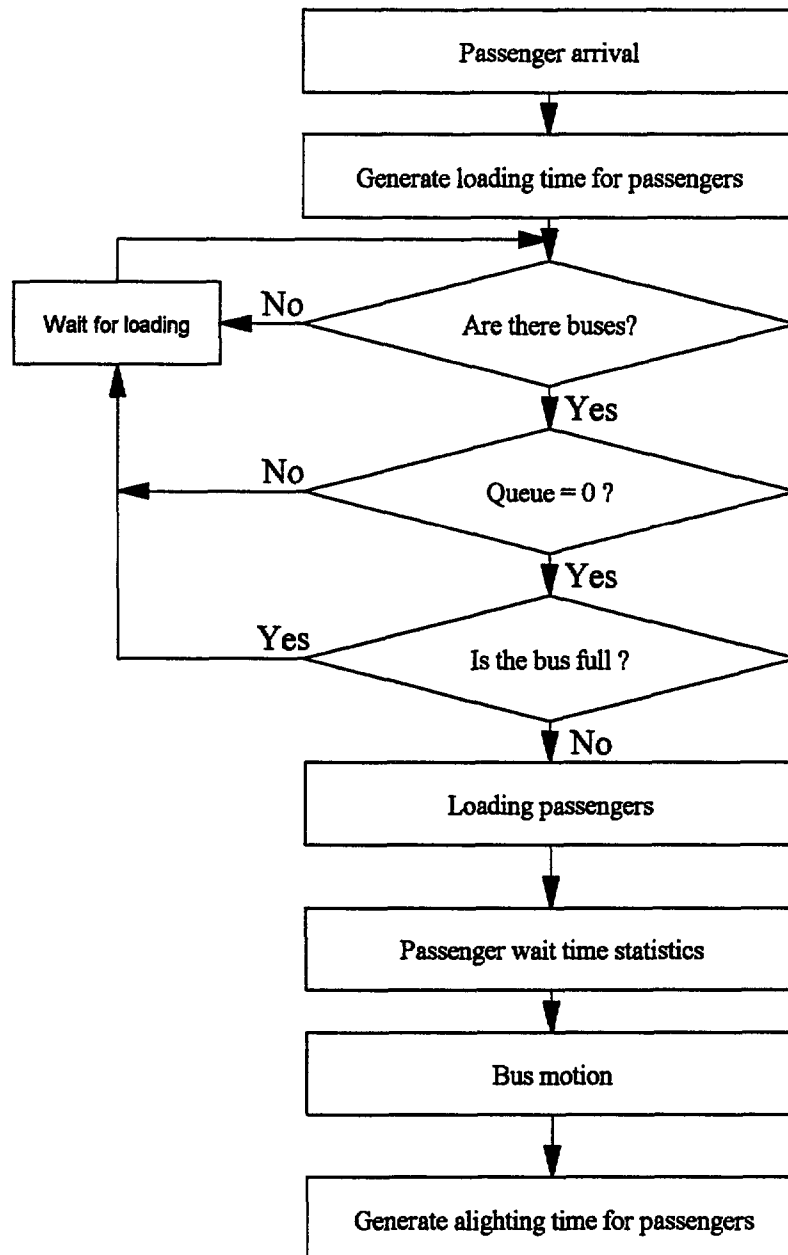 Passenger arrival
Generate loading time for passengers
Wait for loading
No
Are there buses?
Yes
No
Queue = 0 ?
Yes
Yes
Is the bus full ?
No
Loading passengers
Passenger wait time statistics
Bus motion
Generate alighting time for passengers